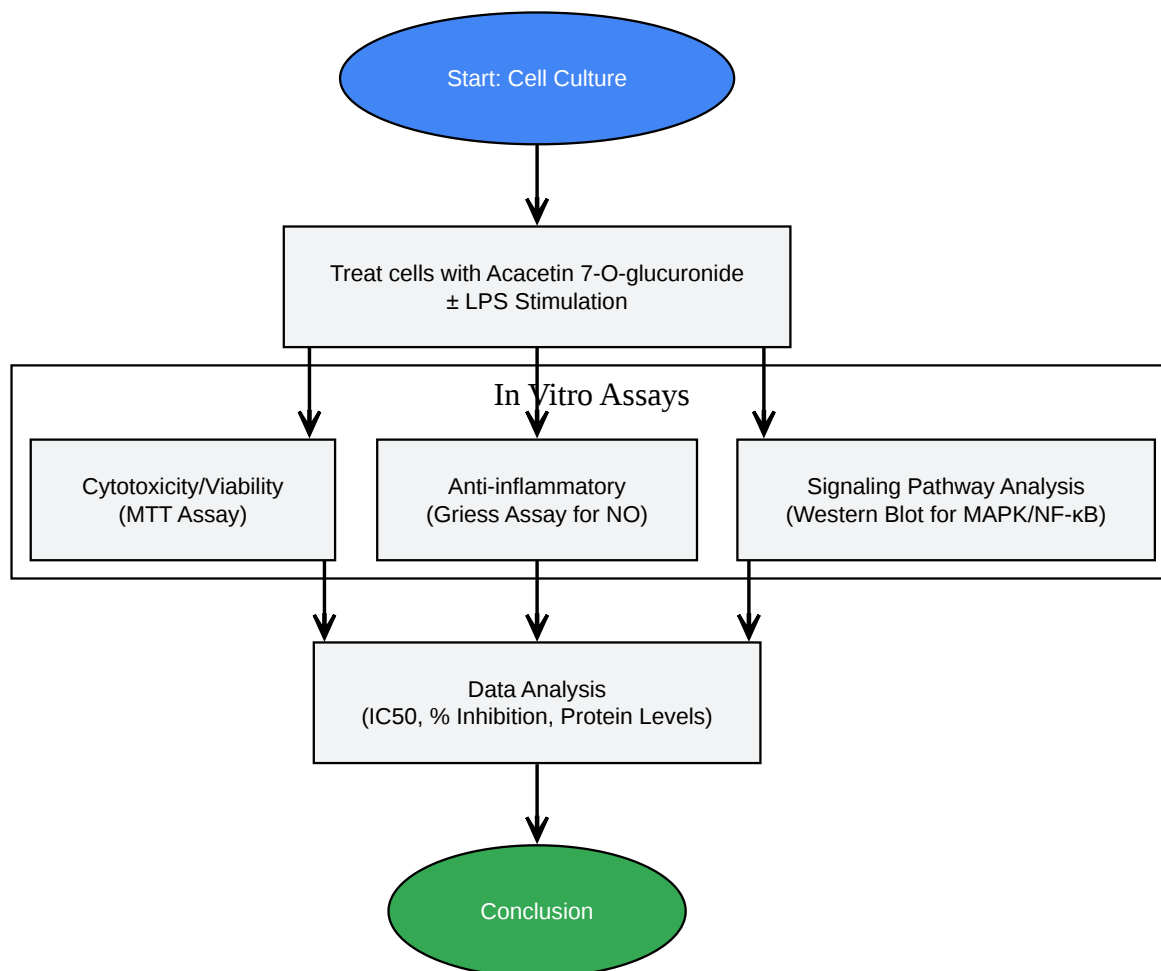 Start: Cell Culture
Treat cells with Acacetin 7-O-glucuronide
± LPS Stimulation
In Vitro Assays
Cytotoxicity/Viability
(MTT Assay)
Anti-inflammatory
(Griess Assay for NO)
Signaling Pathway Analysis
(Western Blot for MAPK/NF-κB)
Data Analysis
(IC50, % Inhibition, Protein Levels)
Conclusion